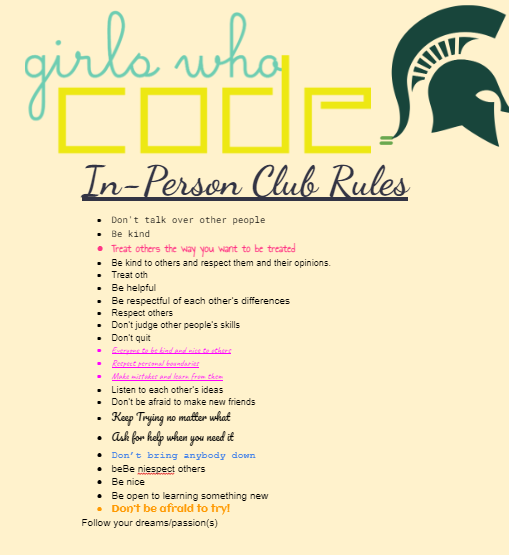 girls who
code
In-Person Club Rules
Don't talk over other people
Be kind
Treat others the way you want to be treated
Be kind to others and respect them and their opinions.
Treat oth
Be helpful
Be respectful of each other's differences
Respect others
Don't judge other people's skills
Don't quit
Everyone to be kind and nice to others
Respect personal boundaries
Make mistakes and learn from them
Listen to each other's ideas
Don't be afraid to make new friends
Keep Trying no matter what
Ask for help when you need it
Don't bring anybody down
beBe niespect others
Be nice
Be open to learning something new
Don't be afraid to try!
Follow your dreams/passion(s)